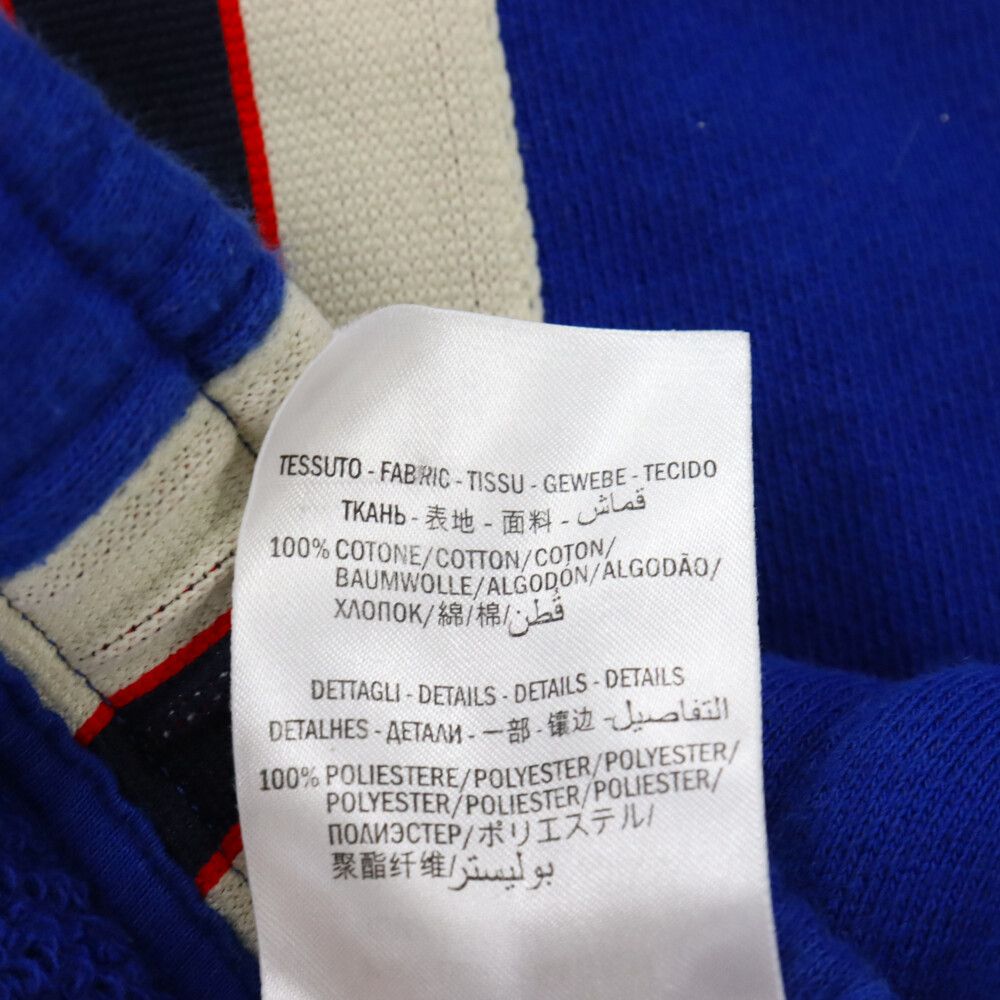 TESSUTO - FABRIC - TISSU - GEWEBE - TECIDO
ТКАНЬ - 表地 - 面料 - قماش
100% COTONE/COTTON/COTON/
BAUMWOLLE/ALGODÓN/ALGODÃO/
ХЛОПОК/綿/棉/قُطن
DETTAGLI - DETAILS - DETAILS - DETAILS
DETALHES - ДЕТАЛИ - 一部 - 镶边 - التفاصيل
100% POLIESTERE/POLYESTER/POLYESTER/
POLYESTER/POLIESTER/POLIESTER/
ПОЛИЭСТЕР/ポリエステル/
聚酯纤维/بوليستر